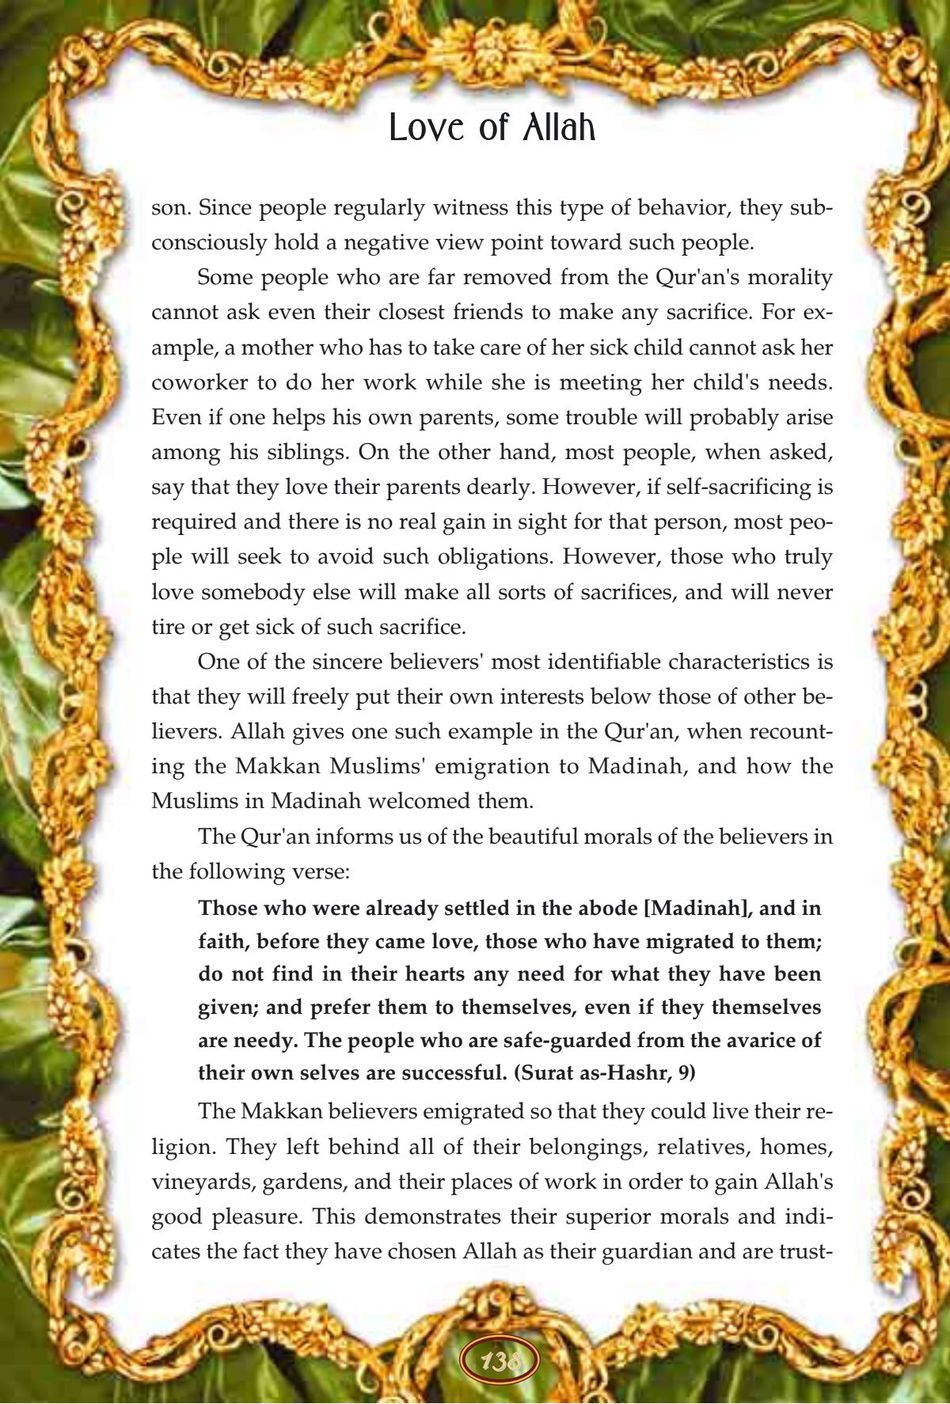 Love of Allah
son. Since people regularly witness this type of behavior, they sub-
consciously hold a negative view point toward such people.
Some people who are far removed from the Qur'an's morality
cannot ask even their closest friends to make any sacrifice. For ex-
ample, a mother who has to take care of her sick child cannot ask her
coworker to do her work while she is meeting her child's needs.
Even if one helps his own parents, some trouble will probably arise
among his siblings. On the other hand, most people, when asked,
say that they love their parents dearly. However, if self-sacrificing is
required and there is no real gain in sight for that person, most peo-
ple will seek to avoid such obligations. However, those who truly
love somebody else will make all sorts of sacrifices, and will never
tire or get sick of such sacrifice.
One of the sincere believers' most identifiable characteristics is
that they will freely put their own interests below those of other be-
lievers. Allah gives one such example in the Qur'an, when recount-
ing the Makkan Muslims' emigration to Madinah, and how the
Muslims in Madinah welcomed them.
The Qur'an informs us of the beautiful morals of the believers in
the following verse:
Those who were already settled in the abode [Madinah], and in
faith, before they came love, those who have migrated to them;
do not find in their hearts any need for what they have been
given; and prefer them to themselves, even if they themselves
are needy. The people who are safe-guarded from the avarice of
their own selves are successful. (Surat as-Hashr, 9)
The Makkan believers emigrated so that they could live their re-
ligion. They left behind all of their belongings, relatives, homes,
vineyards, gardens, and their places of work in order to gain Allah's
good pleasure. This demonstrates their superior morals and indi-
cates the fact they have chosen Allah as their guardian and are trust-
138